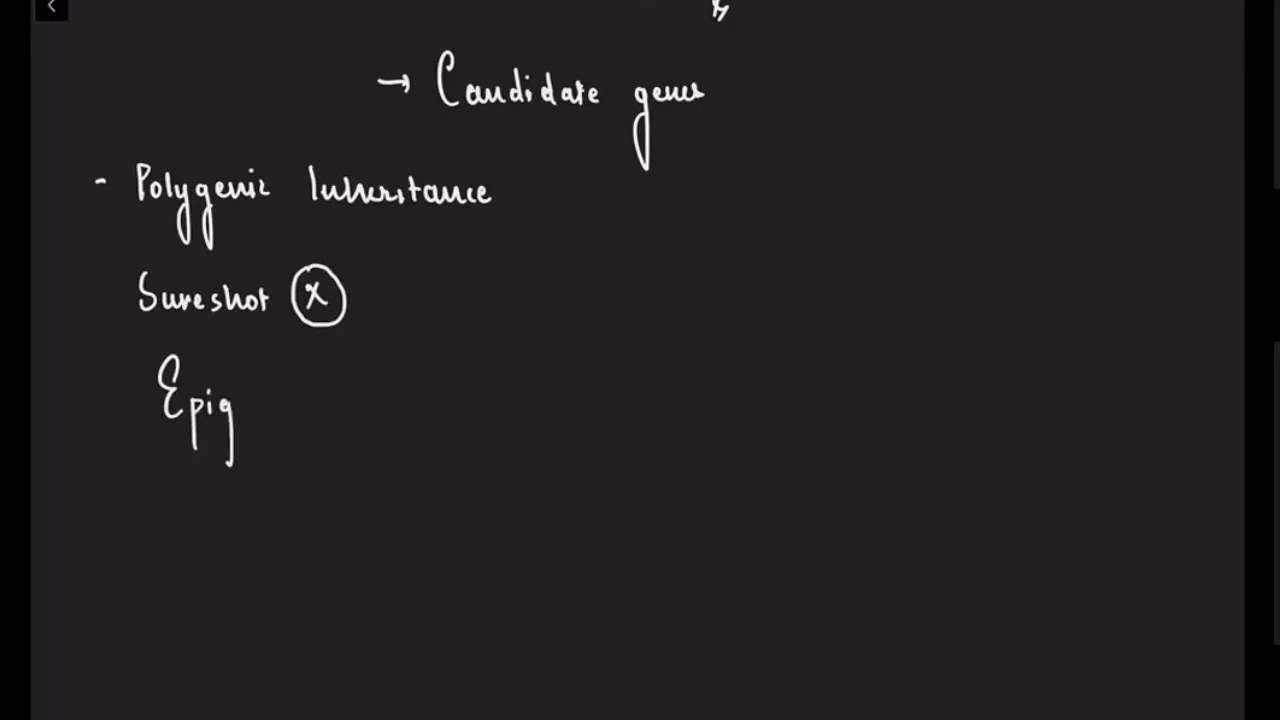 → Candidate genes
- Polygenic Inheritance
Sureshot ⓧ
Epig